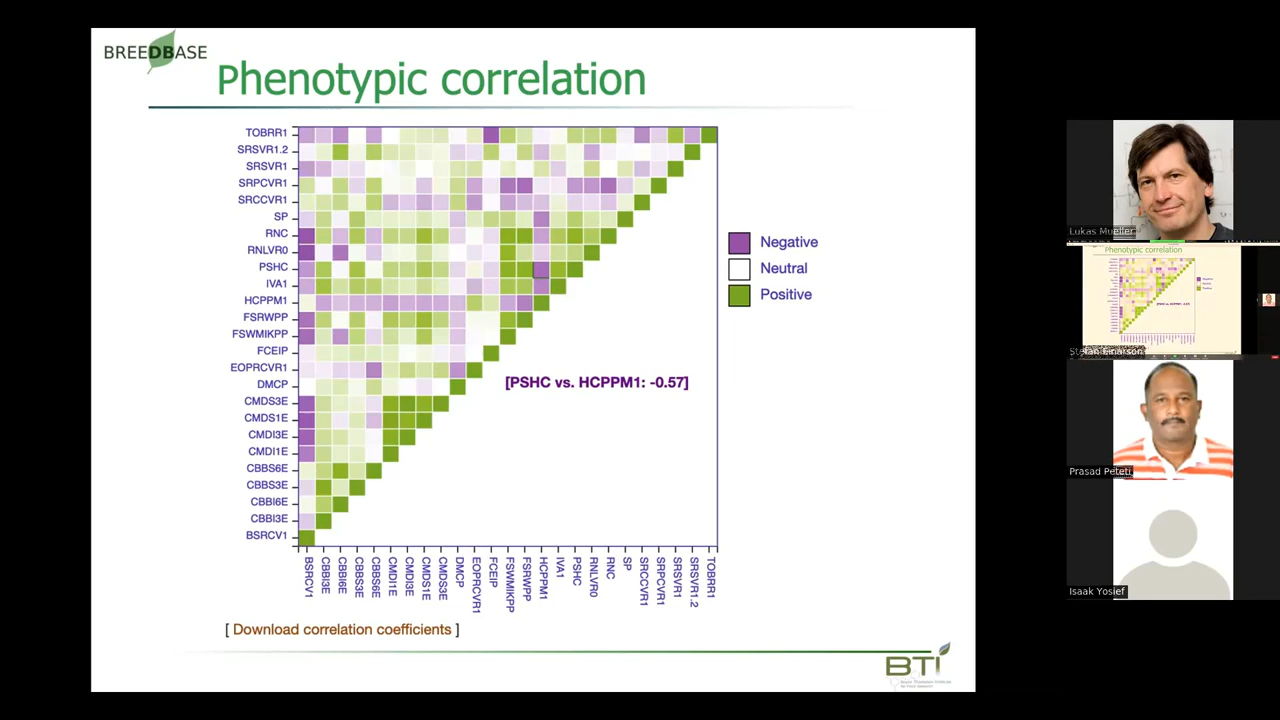 BREEDBASE
Phenotypic correlation
TOBRR1
SRSVR1.2
SRSVR1
SRPCVR1
SRCCVR1
SP
RNC
RNLVR0
PSHC
IVA1
HCPPM1
FSRWPP
FSWMIKPP
FCEIP
EOPRCVR1
DMCP
CMDS3E
CMDS1E
CMDI3E
CMDI1E
CBBS6E
CBBS3E
CBBI6E
CBBI3E
BSRCV1
Negative
Neutral
Positive
[PSHC vs. HCPPM1: -0.57]
BSRCV1
CBBI3E
CBBI6E
CBBS3E
CBBS6E
CMDI1E
CMDI3E
CMDS1E
CMDS3E
DMCP
EOPRCVR1
FCEIP
FSWMIKPP
FSRWPP
HCPPM1
IVA1
PSHC
RNLVR0
RNC
SP
SRCCVR1
SRPCVR1
SRSVR1
SRSVR1.2
TOBRR1
[ Download correlation coefficients ]
BTI
Lukas Mueller
Phenotypic correlation
Prasad Peteti
Isaak Yosief